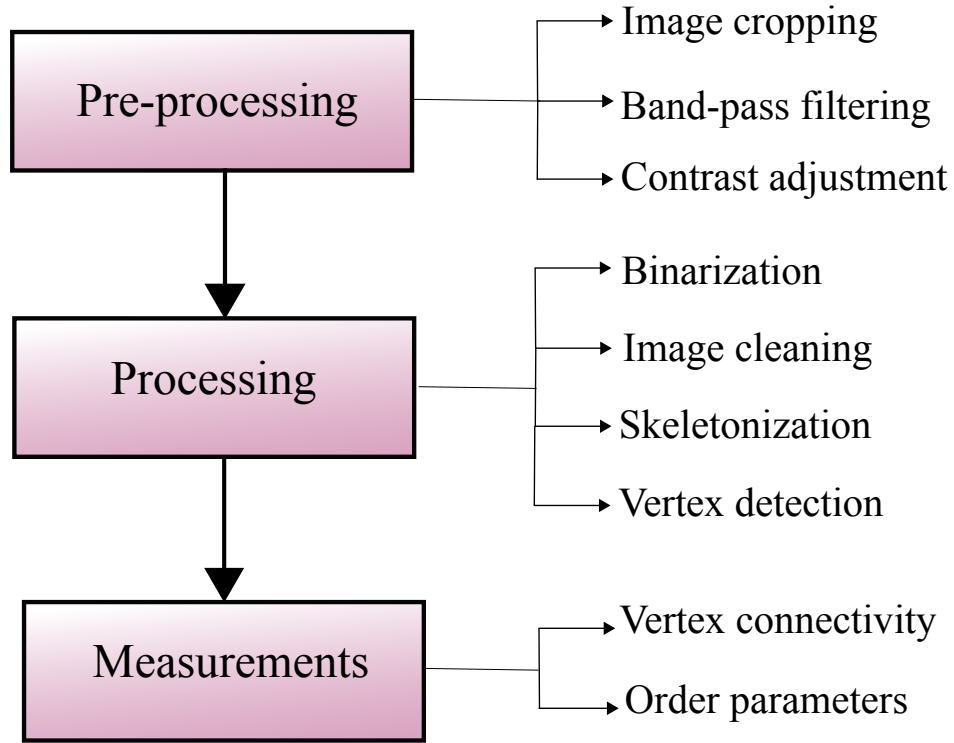 Pre-processing
Image cropping
Band-pass filtering
Contrast adjustment
Processing
Binarization
Image cleaning
Skeletonization
Vertex detection
Measurements
Vertex connectivity
Order parameters